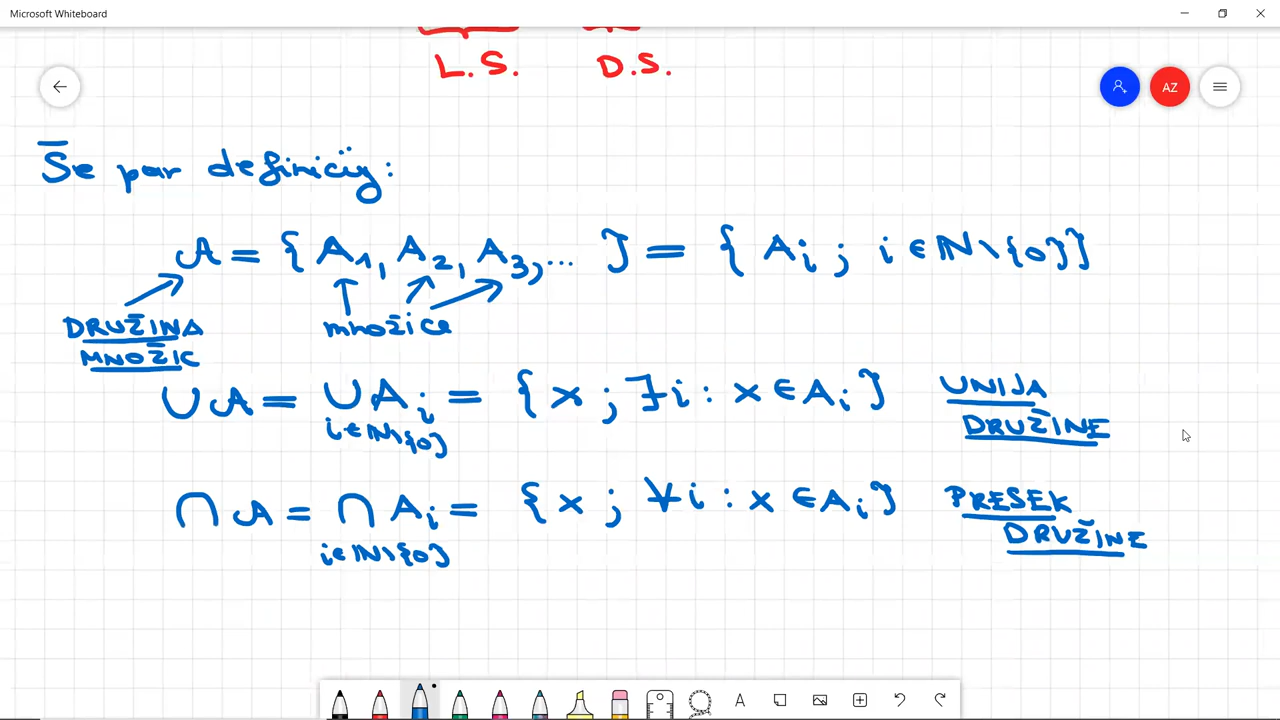 Microsoft Whiteboard
L.S. D.S.
AZ
Še par definicij:
𝒜 = { A₁, A₂, A₃, ... } = { Aᵢ ; i ∈ ℕ \ {0} }
DRUŽINA MNOŽIC
množice
∪𝒜 = ∪ Aᵢ = { x ; ∃i : x ∈ Aᵢ } UNIJA
i∈ℕ\{0} DRUŽINE
∩𝒜 = ∩ Aᵢ = { x ; ∀i : x ∈ Aᵢ } PRESEK
i∈ℕ\{0} DRUŽINE
A